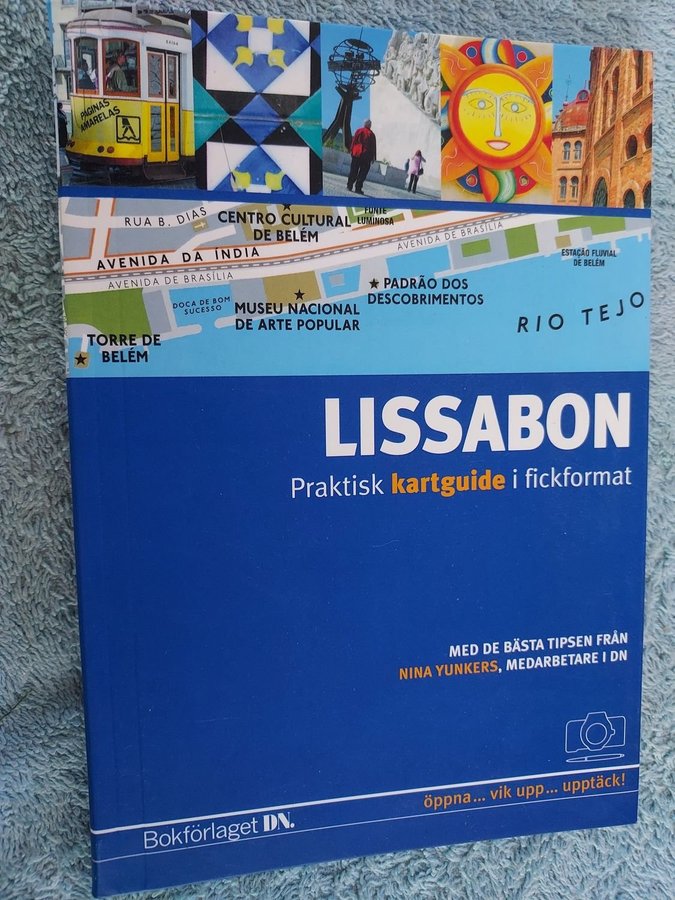 PÁGINAS
AMARELAS
RUA B. DIAS
CENTRO CULTURAL
DE BELÉM
FONTE
LUMINOSA
AVENIDA DA ÍNDIA
AVENIDA DE BRASÍLIA
AVENIDA DE BRASÍLIA
ESTAÇÃO FLUVIAL
DE BELÉM
DOCA DE BOM
SUCESSO
MUSEU NACIONAL
DE ARTE POPULAR
PADRÃO DOS
DESCOBRIMENTOS
RIO TEJO
TORRE DE
BELÉM
LISSABON
Praktisk kartguide i fickformat
MED DE BÄSTA TIPSEN FRÅN
NINA YUNKERS, MEDARBETARE I DN
öppna... vik upp... upptäck!
Bokförlaget DN.